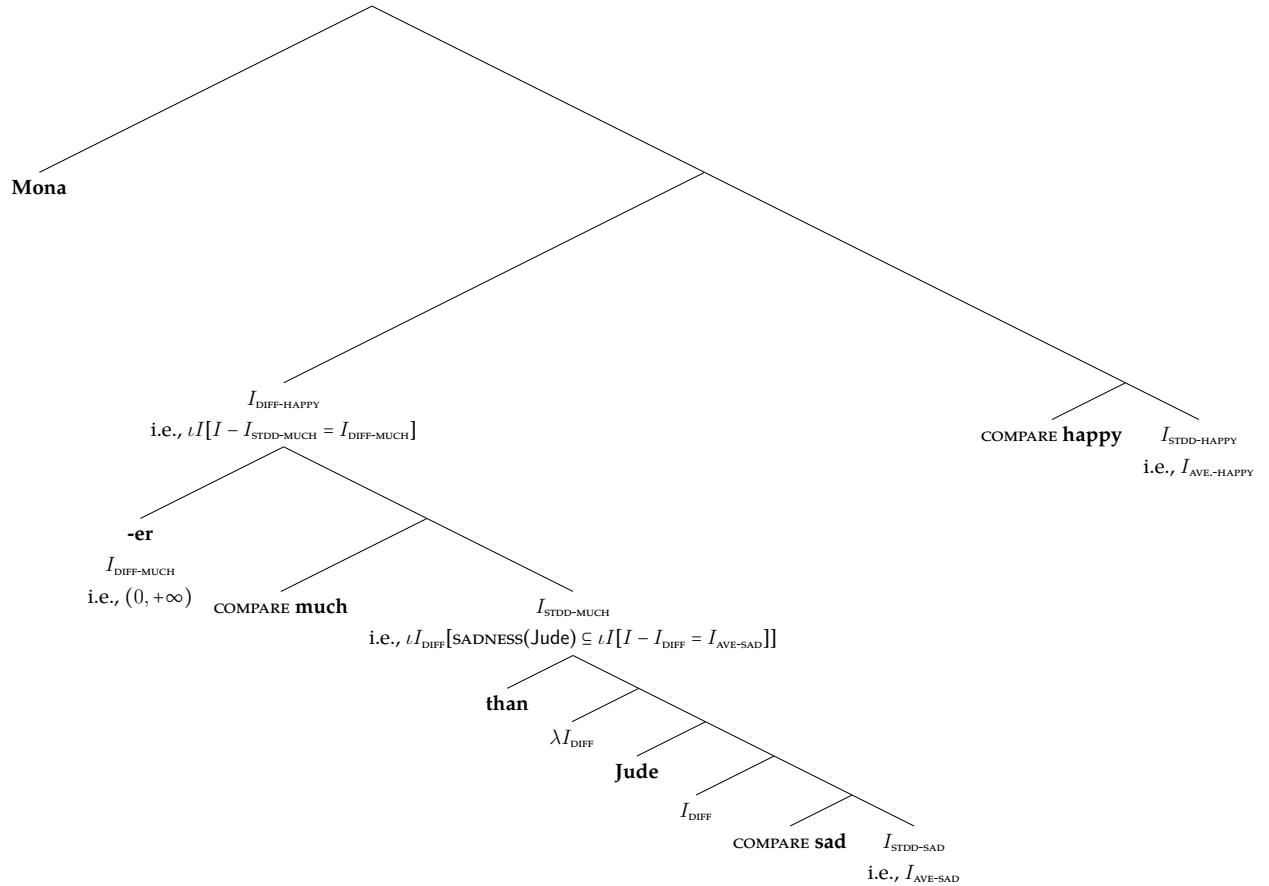 Mona
I_DIFF-HAPPY
i.e., ιI[I − I_STDD-MUCH = I_DIFF-MUCH]
COMPARE happy
I_STDD-HAPPY
i.e., I_AVE.-HAPPY
-er
I_DIFF-MUCH
i.e., (0, +∞)
COMPARE much
I_STDD-MUCH
i.e., ιI_DIFF[SADNESS(Jude) ⊆ ιI[I − I_DIFF = I_AVE-SAD]]
than
λI_DIFF
Jude
I_DIFF
COMPARE sad
I_STDD-SAD
i.e., I_AVE-SAD